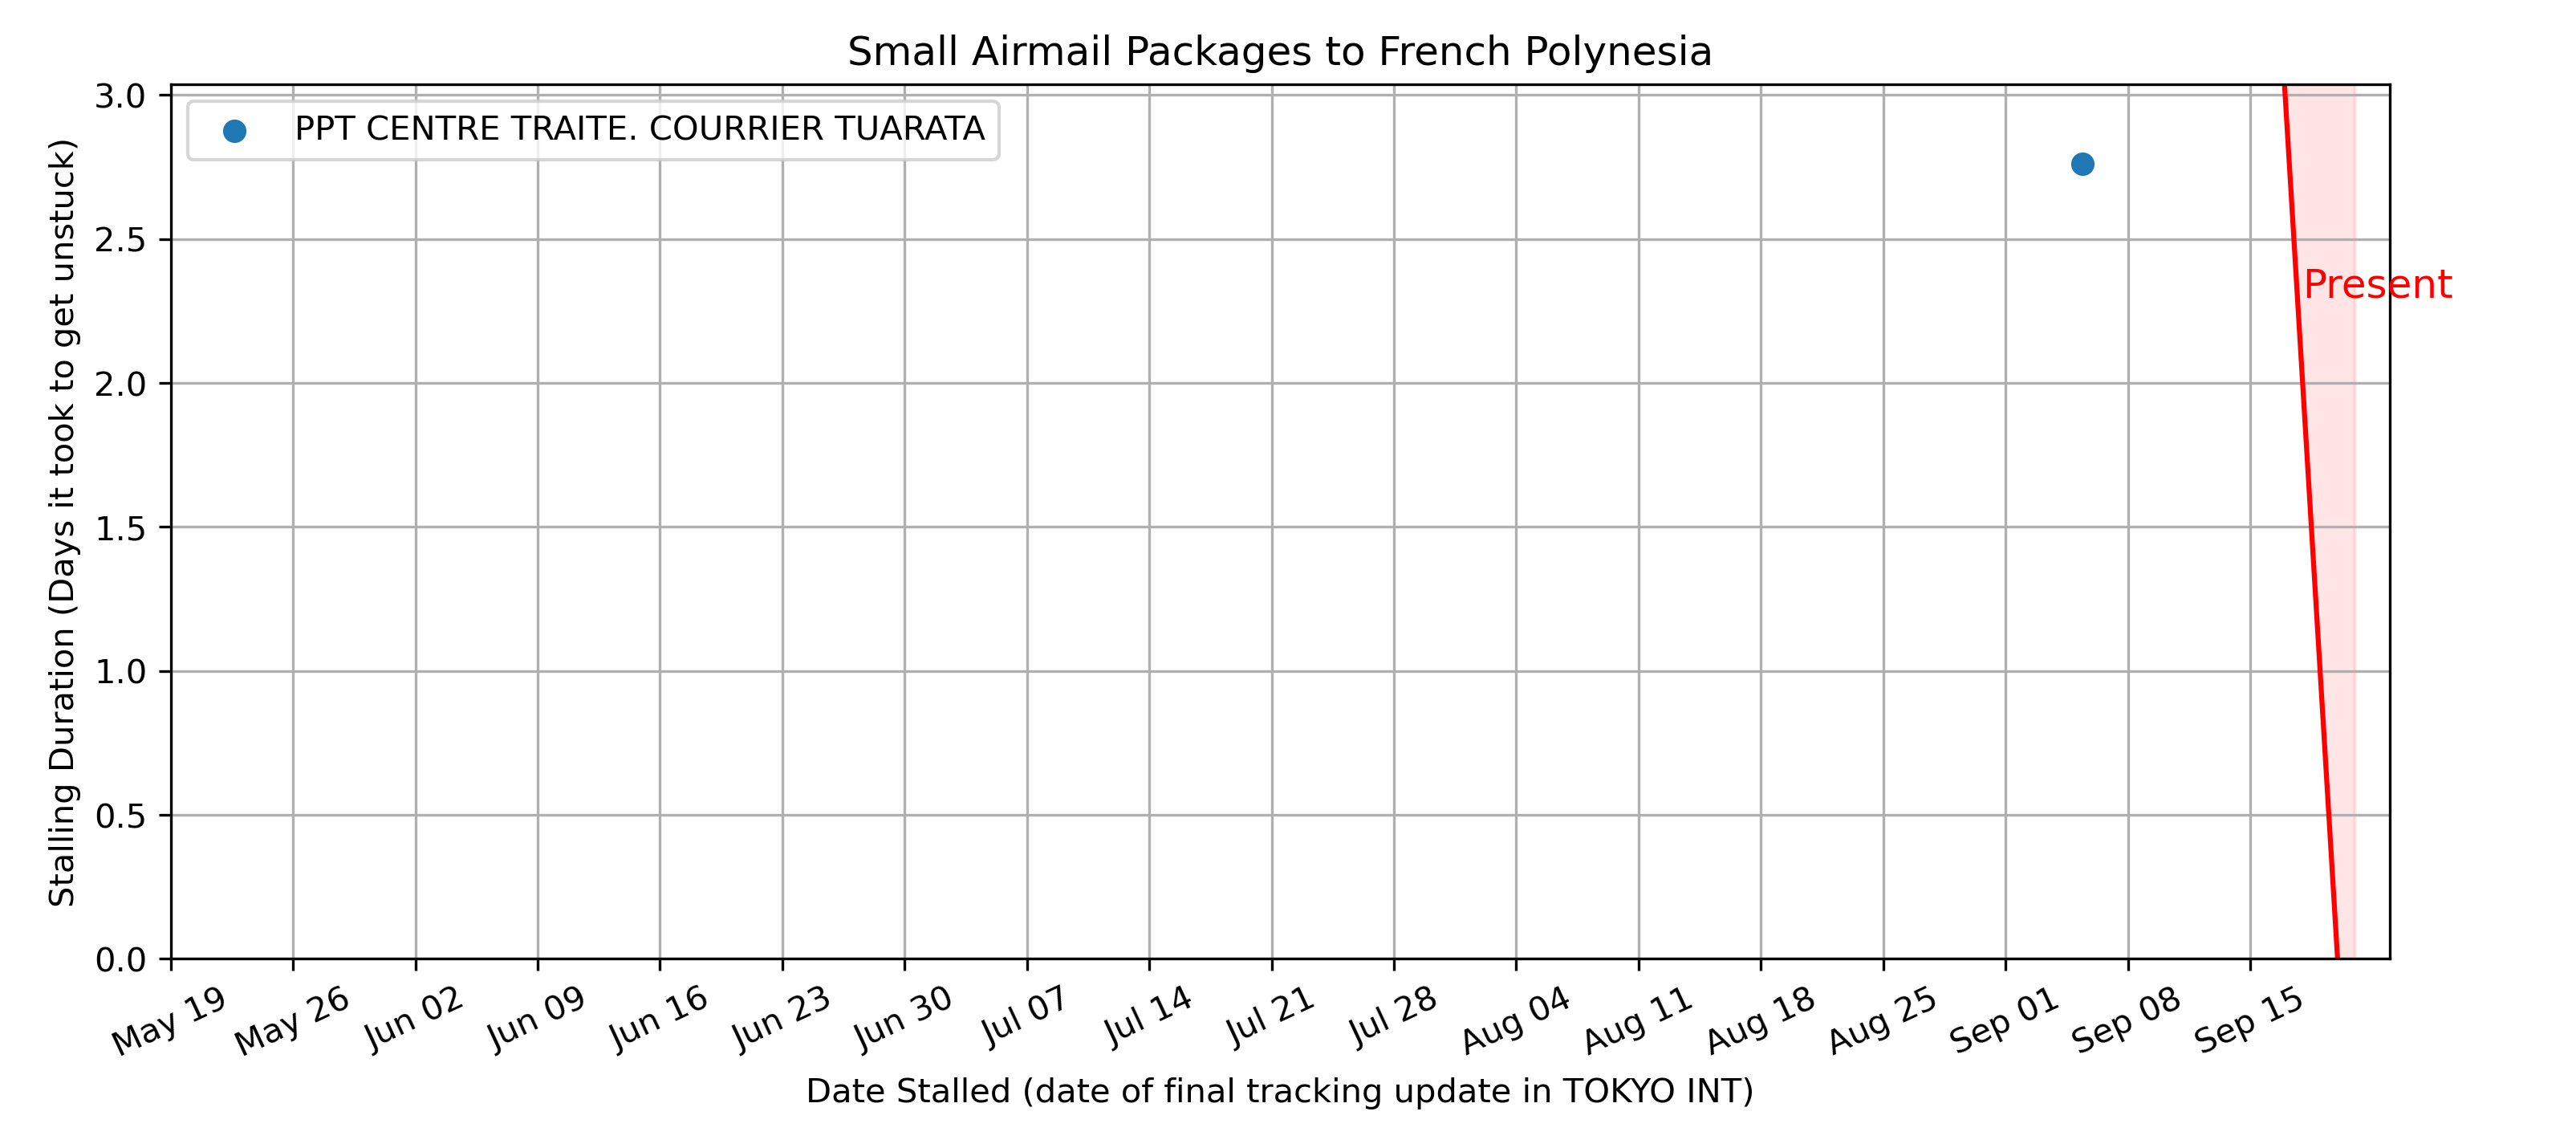 Small Airmail Packages to French Polynesia
PPT CENTRE TRAITE. COURRIER TUARATA
Present
Stalling Duration (Days it took to get unstuck)
3.0
2.5
2.0
1.5
1.0
0.5
0.0
May 19 May 26 Jun 02 Jun 09 Jun 16 Jun 23 Jun 30 Jul 07 Jul 14 Jul 21 Jul 28 Aug 04 Aug 11 Aug 18 Aug 25 Sep 01 Sep 08 Sep 15
Date Stalled (date of final tracking update in TOKYO INT)